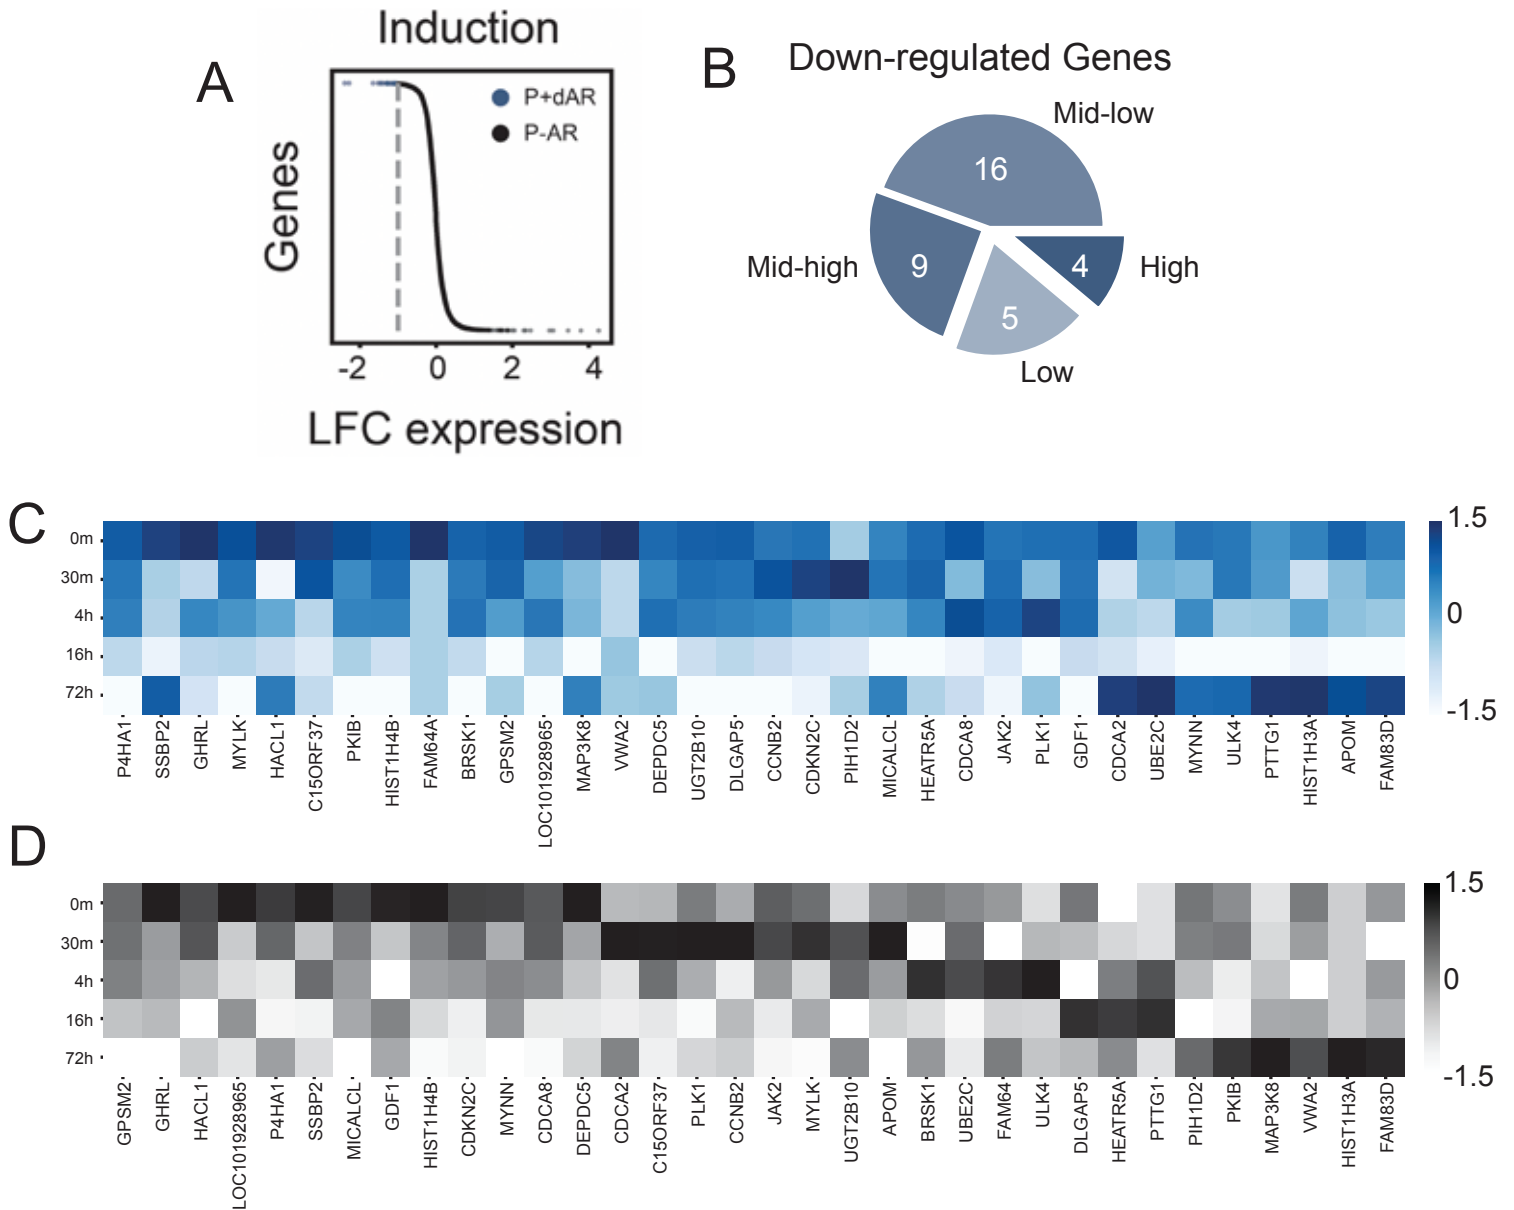 A
Induction
P+dAR
P-AR
Genes
-2 0 2 4
LFC expression
B
Down-regulated Genes
Mid-low
16
Mid-high
9
4
High
5
Low
C
0m
30m
4h
16h
72h
1.5
0
-1.5
P4HA1
SSBP2
GHRL
MYLK
HACL1
C15ORF37
PKIB
HIST1H4B
FAM64A
BRSK1
GPSM2
LOC101928965
MAP3K8
VWA2
DEPDC5
UGT2B10
DLGAP5
CCNB2
CDKN2C
PIH1D2
MICALCL
HEATR5A
CDCA8
JAK2
PLK1
GDF1
CDCA2
UBE2C
MYNN
ULK4
PTTG1
HIST1H3A
APOM
FAM83D
D
0m
30m
4h
16h
72h
1.5
0
-1.5
GPSM2
GHRL
HACL1
LOC101928965
P4HA1
SSBP2
MICALCL
GDF1
HIST1H4B
CDKN2C
MYNN
CDCA8
DEPDC5
CDCA2
C15ORF37
PLK1
CCNB2
JAK2
MYLK
UGT2B10
APOM
BRSK1
UBE2C
FAM64
ULK4
DLGAP5
HEATR5A
PTTG1
PIH1D2
PKIB
MAP3K8
VWA2
HIST1H3A
FAM83D